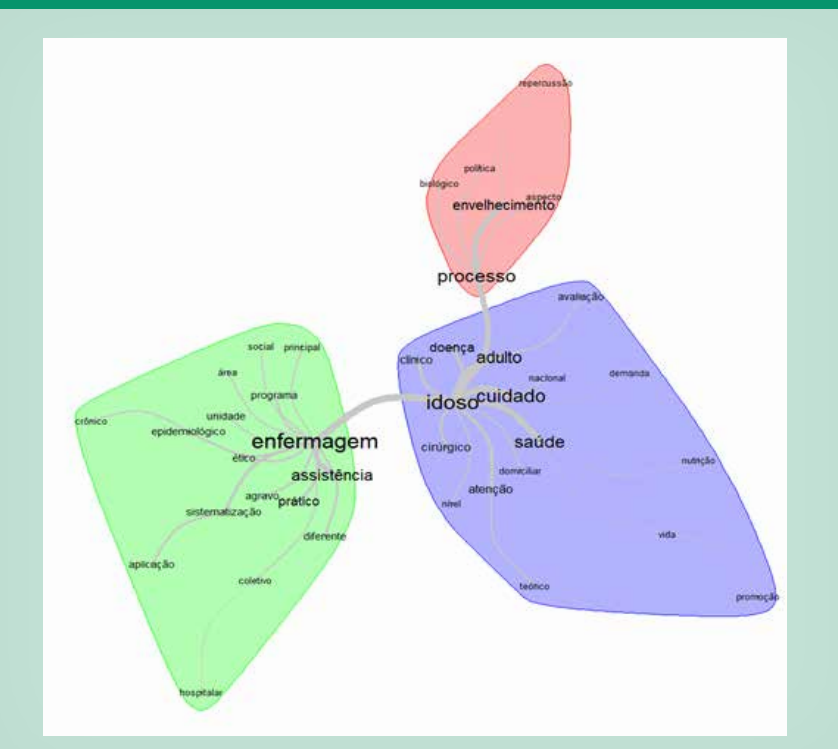 repercussão
política
biológico
aspecto
envelhecimento
processo
avaliação
doença
adulto
clínico
nacional
demanda
idoso
cuidado
cirúrgico
saúde
domiciliar
nutrição
atenção
nível
vida
teórico
promoção
social
principal
área
programa
unidade
crônico
epidemiológico
enfermagem
ético
assistência
agravo
prático
sistematização
diferente
aplicação
coletivo
hospitalar